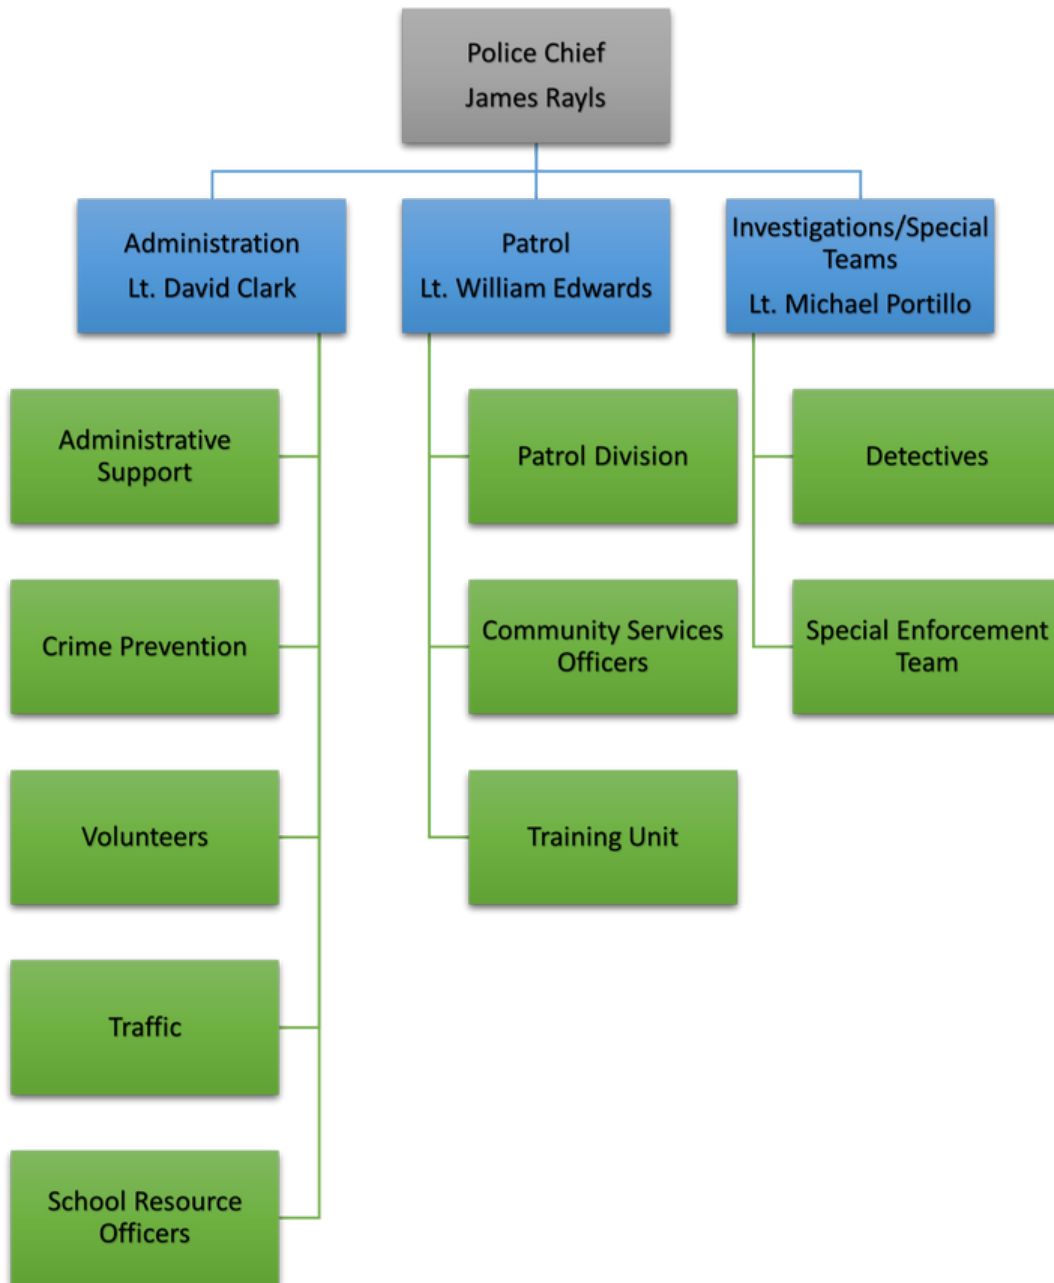 Police Chief
James Rayls
Administration
Lt. David Clark
Patrol
Lt. William Edwards
Investigations/Special
Teams
Lt. Michael Portillo
Administrative
Support
Crime Prevention
Volunteers
Traffic
School Resource
Officers
Patrol Division
Community Services
Officers
Training Unit
Detectives
Special Enforcement
Team